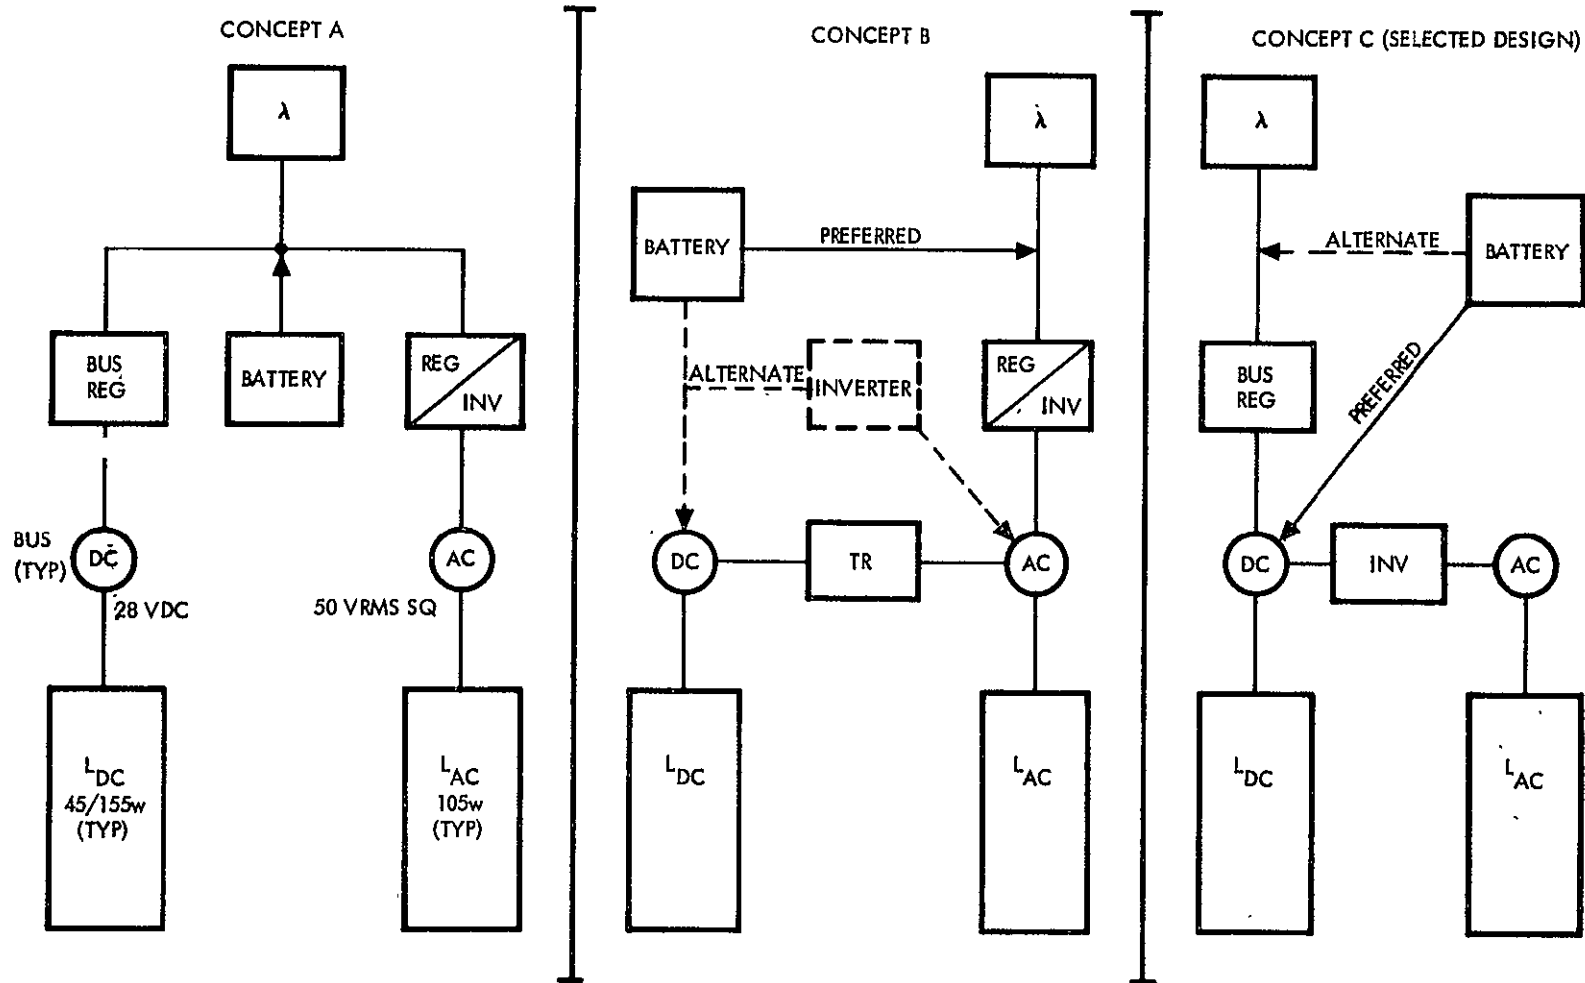 CONCEPT A
λ
BUS
REG
BATTERY
REG
INV
BUS
(TYP)
DC
AC
28 VDC
50 VRMS SQ
LDC
45/155w
(TYP)
LAC
105w
(TYP)
CONCEPT B
λ
BATTERY
PREFERRED
ALTERNATE
INVERTER
REG
INV
DC
TR
AC
LDC
LAC
CONCEPT C (SELECTED DESIGN)
λ
ALTERNATE
BATTERY
BUS
REG
PREFERRED
DC
INV
AC
LDC
LAC